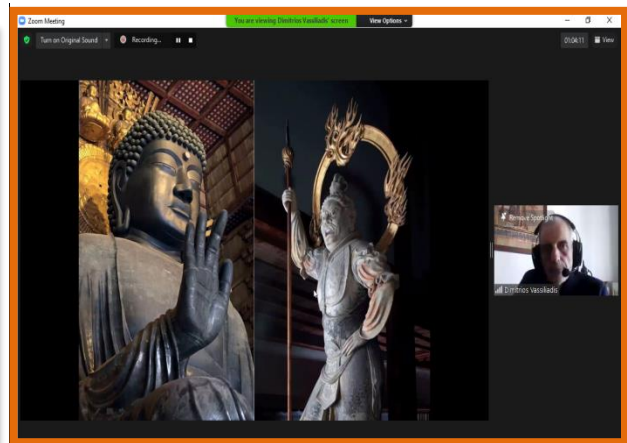 Zoom Meeting
You are viewing Dimitrios Vassiliadis' screen
View Options
Turn on Original Sound
Recording...
01:04:11
View
Remove Spotlight
Dimitrios Vassiliadis